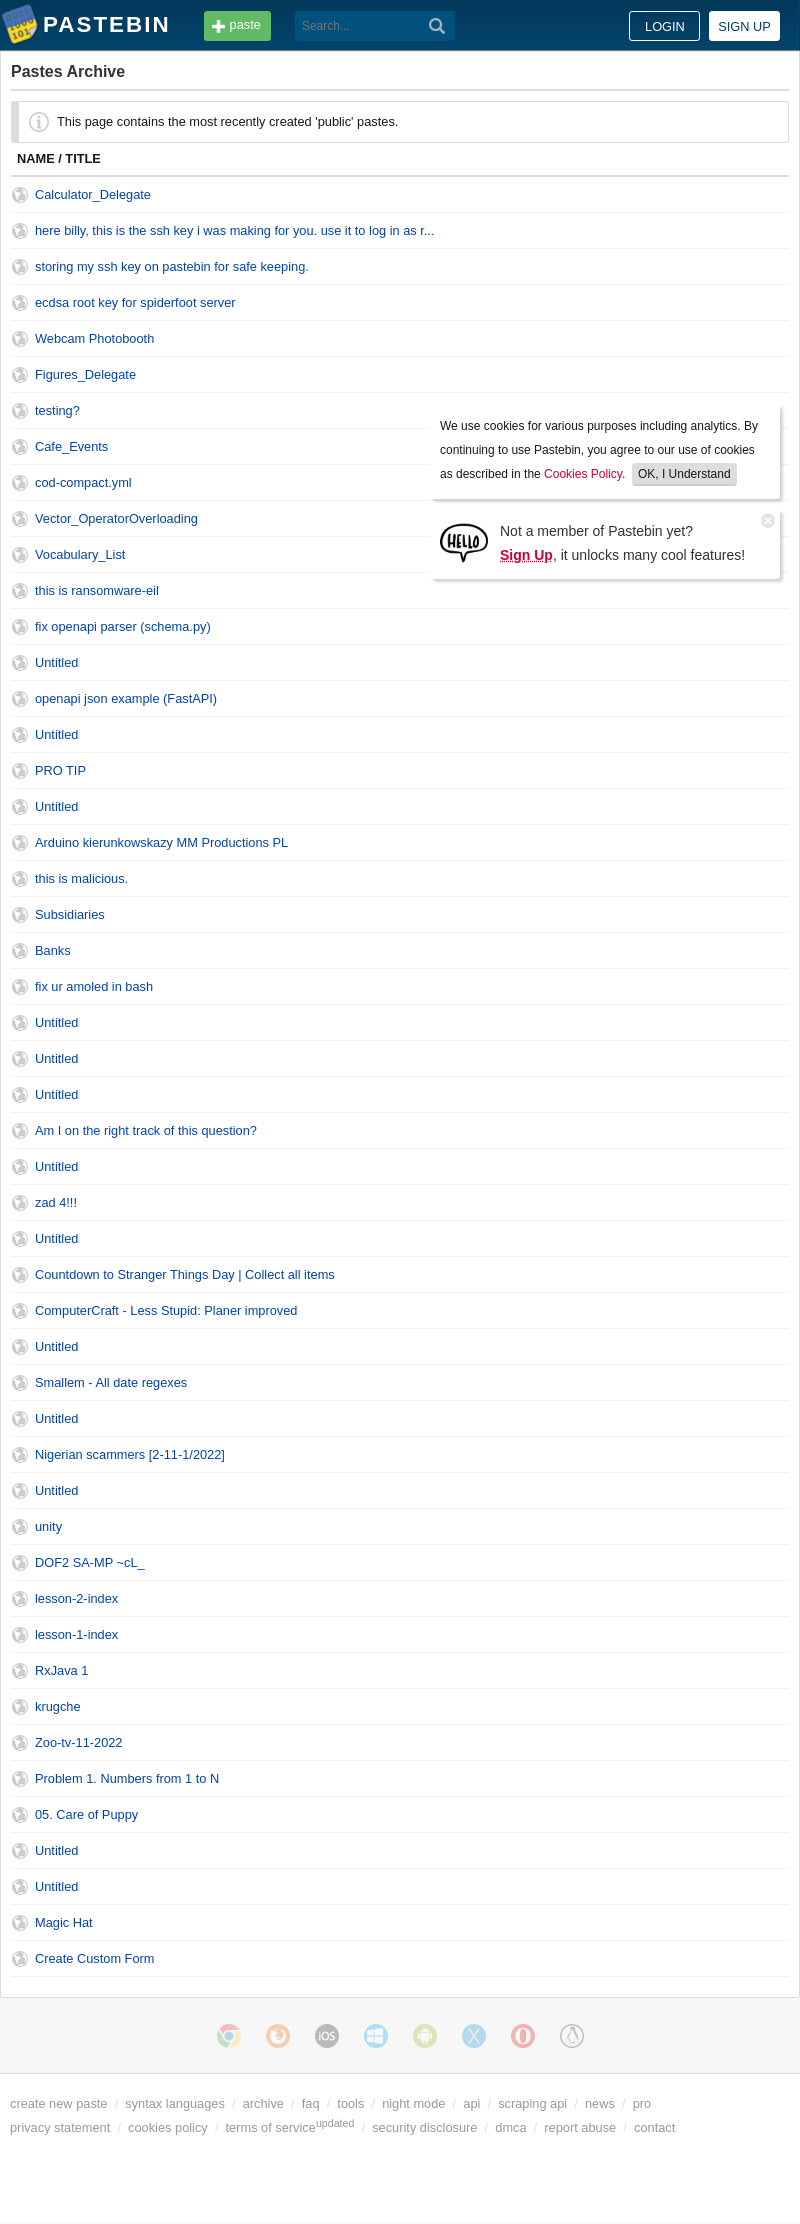 PASTEBIN
paste
Search...
LOGIN
SIGN UP
Pastes Archive
This page contains the most recently created 'public' pastes.
NAME / TITLE
Calculator_Delegate
here billy, this is the ssh key i was making for you. use it to log in as r...
storing my ssh key on pastebin for safe keeping.
ecdsa root key for spiderfoot server
Webcam Photobooth
Figures_Delegate
testing?
Cafe_Events
cod-compact.yml
Vector_OperatorOverloading
Vocabulary_List
We use cookies for various purposes including analytics. By
continuing to use Pastebin, you agree to our use of cookies
as described in the Cookies Policy. OK, I Understand
HELLO
Not a member of Pastebin yet?
Sign Up, it unlocks many cool features!
this is ransomware-eil
fix openapi parser (schema.py)
Untitled
openapi json example (FastAPI)
Untitled
PRO TIP
Untitled
Arduino kierunkowskazy MM Productions PL
this is malicious.
Subsidiaries
Banks
fix ur amoled in bash
Untitled
Untitled
Untitled
Am I on the right track of this question?
Untitled
zad 4!!!
Untitled
Countdown to Stranger Things Day | Collect all items
ComputerCraft - Less Stupid: Planer improved
Untitled
Smallem - All date regexes
Untitled
Nigerian scammers [2-11-1/2022]
Untitled
unity
DOF2 SA-MP ~cL_
lesson-2-index
lesson-1-index
RxJava 1
krugche
Zoo-tv-11-2022
Problem 1. Numbers from 1 to N
05. Care of Puppy
Untitled
Untitled
Magic Hat
Create Custom Form
iOS
create new paste / syntax languages / archive / faq / tools / night mode / api / scraping api / news / pro
privacy statement / cookies policy / terms of service updated / security disclosure / dmca / report abuse / contact